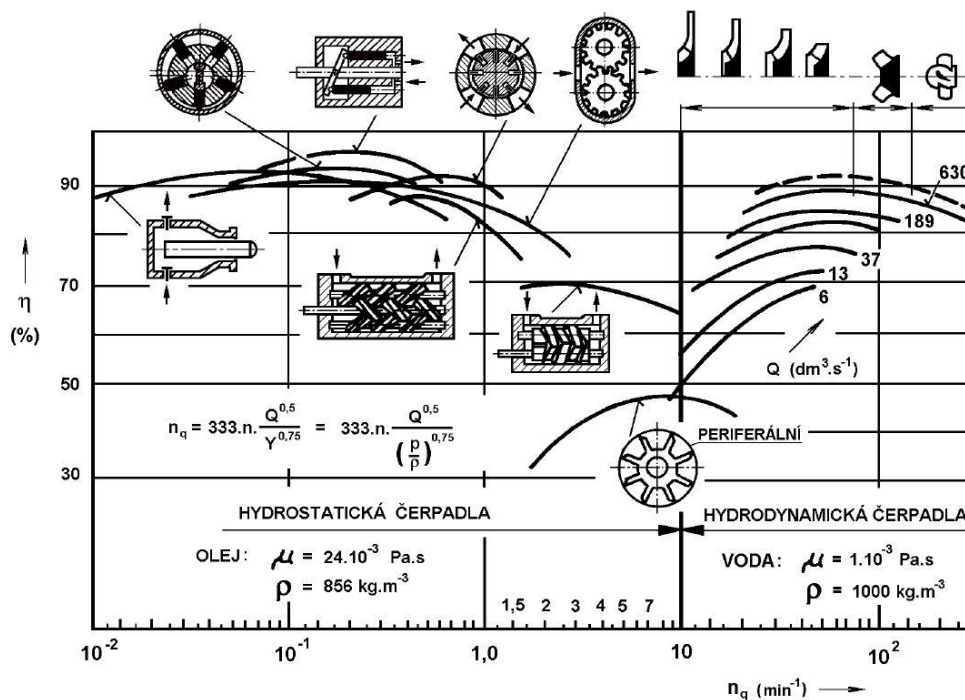 90
80
70
50
30
η
(%)
630
189
37
13
6
Q (dm³.s⁻¹)
n_q = 333.n. Q^0,5 / Y^0,75 = 333.n. Q^0,5 / (p/ρ)^0,75
PERIFERÁLNÍ
HYDROSTATICKÁ ČERPADLA
HYDRODYNAMICKÁ ČERPADLA
OLEJ: μ = 24.10⁻³ Pa.s
ρ = 856 kg.m⁻³
VODA: μ = 1.10⁻³ Pa.s
ρ = 1000 kg.m⁻³
1,5 2 3 4 5 7
10⁻² 10⁻¹ 1,0 10 10²
n_q (min⁻¹)